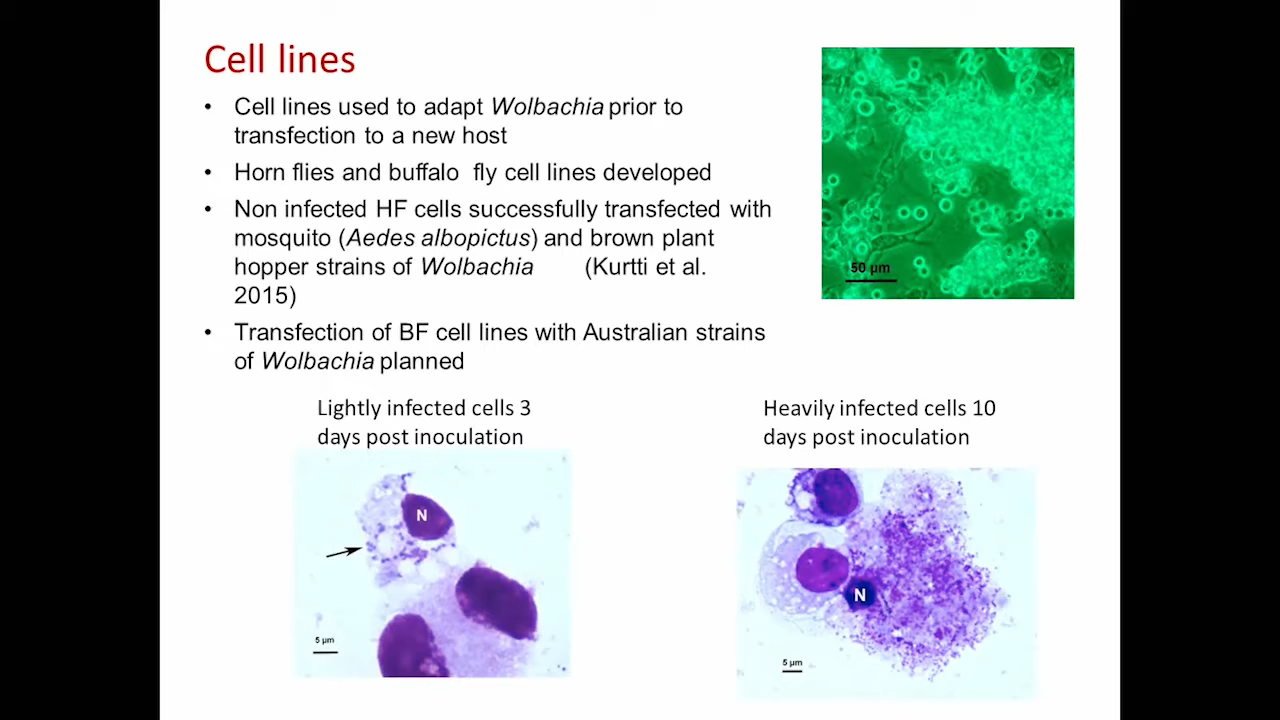 Cell lines
• Cell lines used to adapt Wolbachia prior to
transfection to a new host
• Horn flies and buffalo fly cell lines developed
• Non infected HF cells successfully transfected with
mosquito (Aedes albopictus) and brown plant
hopper strains of Wolbachia (Kurtti et al.
2015)
• Transfection of BF cell lines with Australian strains
of Wolbachia planned
50 µm
Lightly infected cells 3
days post inoculation
N
5 µm
Heavily infected cells 10
days post inoculation
N
5 µm